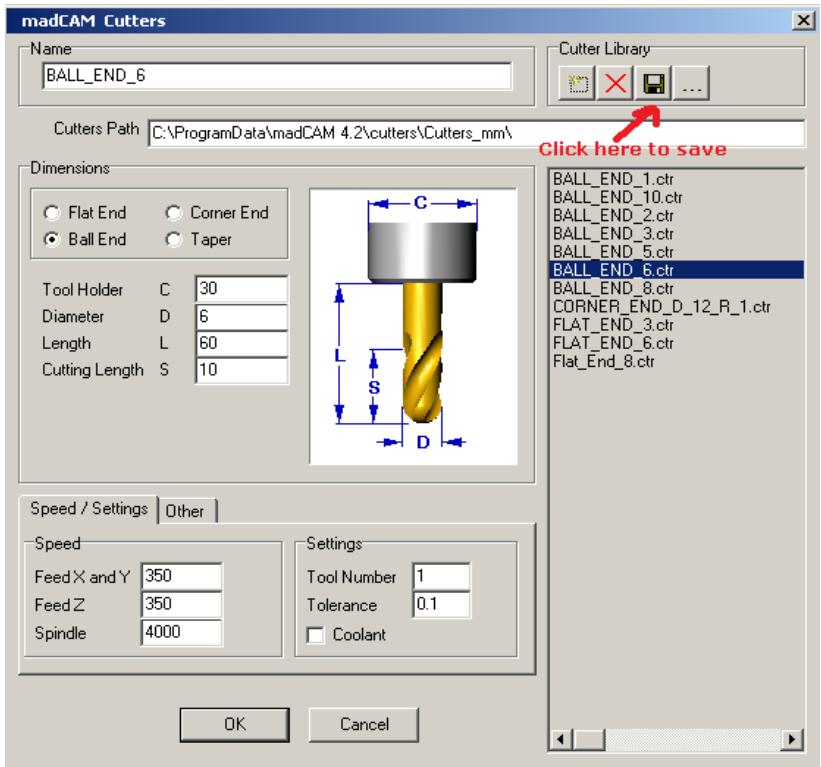 madCAM Cutters
Name
BALL_END_6
Cutter Library
...
Cutters Path C:\ProgramData\madCAM 4.2\cutters\Cutters_mm\
Click here to save
Dimensions
Flat End Corner End
Ball End Taper
Tool Holder C 30
Diameter D 6
Length L 60
Cutting Length S 10
C
L
S
D
BALL_END_1.ctr
BALL_END_10.ctr
BALL_END_2.ctr
BALL_END_3.ctr
BALL_END_5.ctr
BALL_END_6.ctr
BALL_END_8.ctr
CORNER_END_D_12_R_1.ctr
FLAT_END_3.ctr
FLAT_END_6.ctr
Flat_End_8.ctr
Speed / Settings Other
Speed
Feed X and Y 350
Feed Z 350
Spindle 4000
Settings
Tool Number 1
Tolerance 0.1
Coolant
OK Cancel